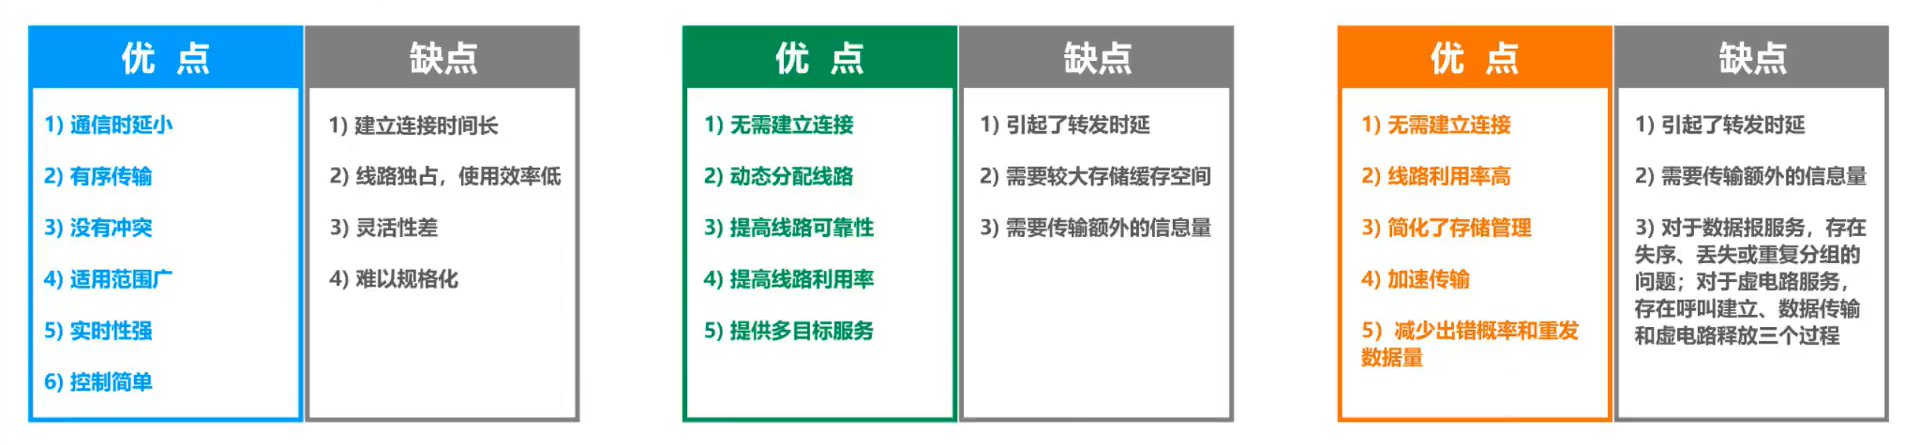 优 点
1) 通信时延小
2) 有序传输
3) 没有冲突
4) 适用范围广
5) 实时性强
6) 控制简单
缺点
1) 建立连接时间长
2) 线路独占，使用效率低
3) 灵活性差
4) 难以规格化
优 点
1) 无需建立连接
2) 动态分配线路
3) 提高线路可靠性
4) 提高线路利用率
5) 提供多目标服务
缺点
1) 引起了转发时延
2) 需要较大存储缓存空间
3) 需要传输额外的信息量
优 点
1) 无需建立连接
2) 线路利用率高
3) 简化了存储管理
4) 加速传输
5) 减少出错概率和重发
数据量
缺点
1) 引起了转发时延
2) 需要传输额外的信息量
3) 对于数据报服务，存在
失序、丢失或重复分组的
问题；对于虚电路服务，
存在呼叫建立、数据传输
和虚电路释放三个过程